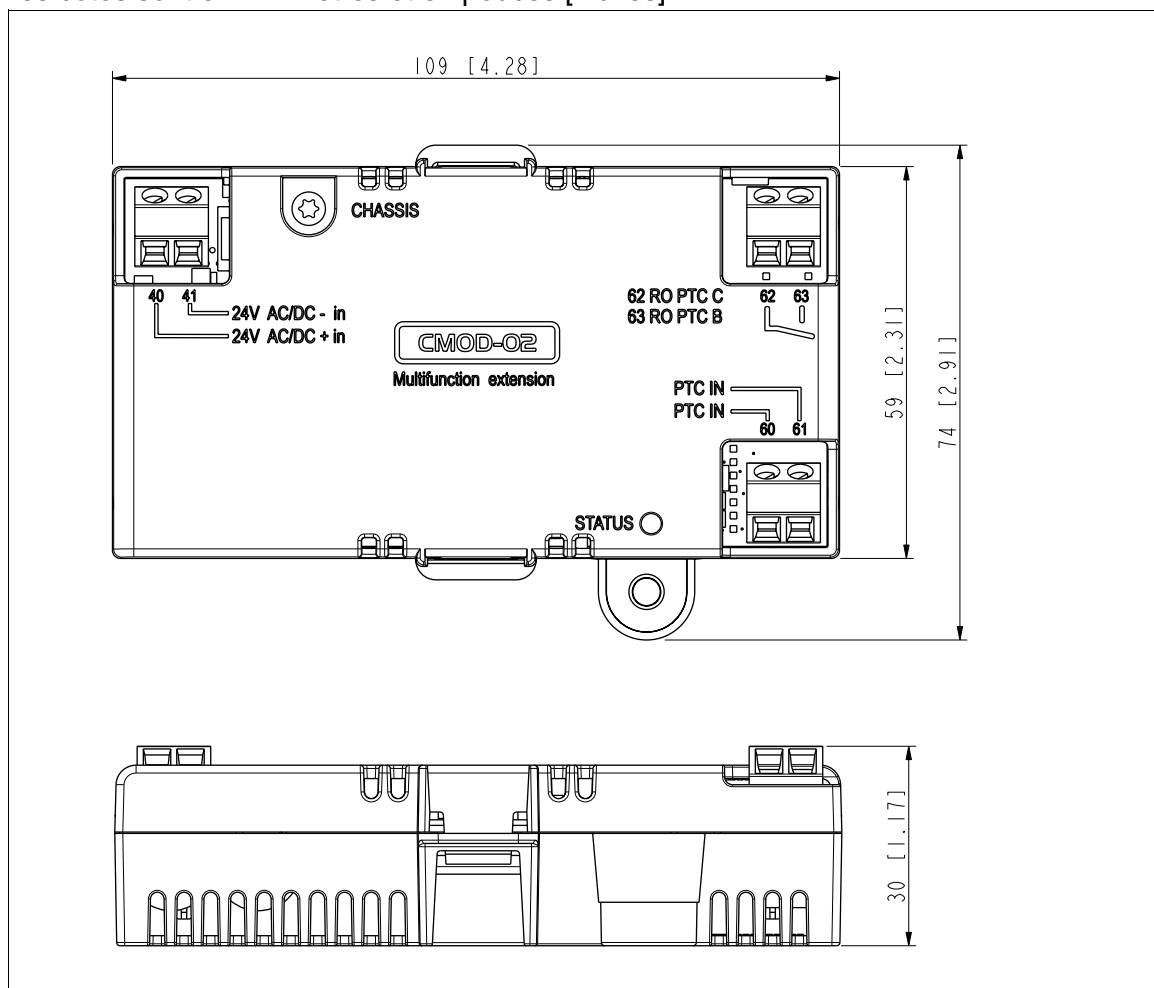 109 [4.28]
CHASSIS
40 41
24V AC/DC - in
24V AC/DC + in
62 RO PTC C
63 RO PTC B
62 63
CMOD-02
Multifunction extension
PTC IN
PTC IN
60 61
STATUS
59 [2.31]
74 [2.91]
30 [1.17]